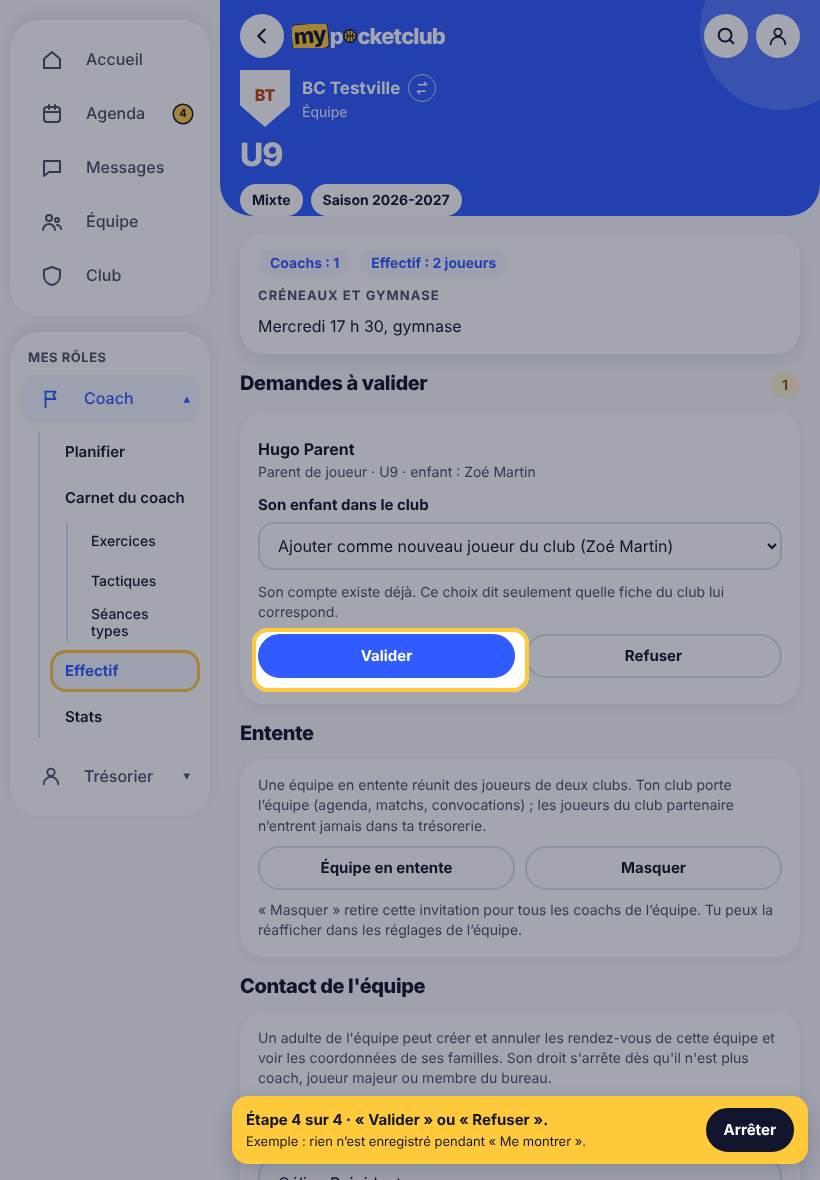 Accueil
Agenda
4
Messages
Équipe
Club
MES RÔLES
Coach
Planifier
Carnet du coach
Exercices
Tactiques
Séances
types
Effectif
Stats
Trésorier
mypocketclub
BT
BC Testville
Équipe
U9
Mixte
Saison 2026-2027
Coachs : 1
Effectif : 2 joueurs
CRÉNEAUX ET GYMNASE
Mercredi 17 h 30, gymnase
Demandes à valider
1
Hugo Parent
Parent de joueur · U9 · enfant : Zoé Martin
Son enfant dans le club
Ajouter comme nouveau joueur du club (Zoé Martin)
Son compte existe déjà. Ce choix dit seulement quelle fiche du club lui
correspond.
Valider
Refuser
Entente
Une équipe en entente réunit des joueurs de deux clubs. Ton club porte
l’équipe (agenda, matchs, convocations) ; les joueurs du club partenaire
n’entrent jamais dans ta trésorerie.
Équipe en entente
Masquer
« Masquer » retire cette invitation pour tous les coachs de l’équipe. Tu peux la
réafficher dans les réglages de l’équipe.
Contact de l'équipe
Un adulte de l'équipe peut créer et annuler les rendez-vous de cette équipe et
voir les coordonnées de ses familles. Son droit s'arrête dès qu'il n'est plus
coach, joueur majeur ou membre du bureau.
Étape 4 sur 4 · « Valider » ou « Refuser ».
Exemple : rien n’est enregistré pendant « Me montrer ».
Arrêter